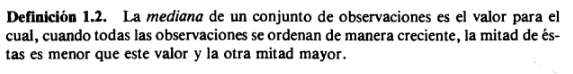 Definición 1.2. La mediana de un conjunto de observaciones es el valor para el
cual, cuando todas las observaciones se ordenan de manera creciente, la mitad de és-
tas es menor que este valor y la otra mitad mayor.